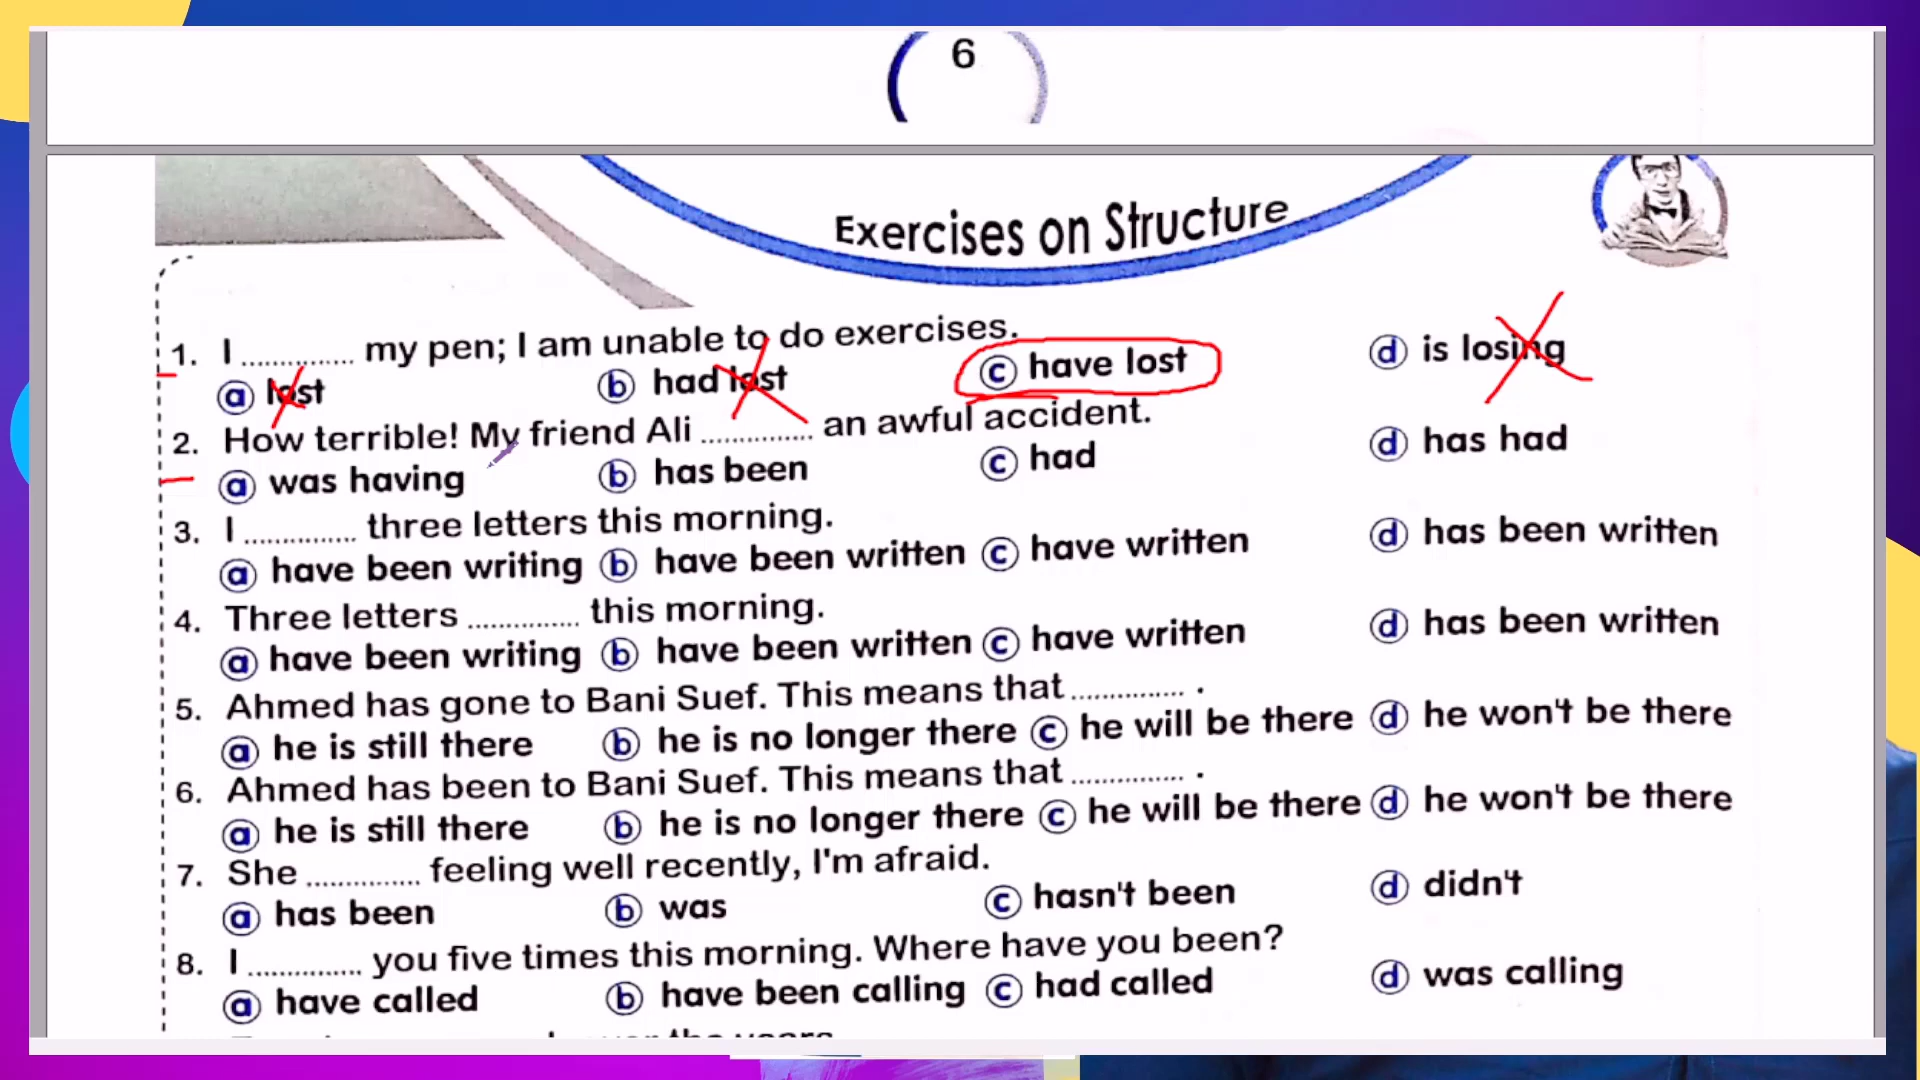 6
Exercises on Structure
1. I .............. my pen; I am unable to do exercises.
a lost b had lost c have lost d is losing
2. How terrible! My friend Ali .............. an awful accident.
a was having b has been c had d has had
3. I .............. three letters this morning.
a have been writing b have been written c have written d has been written
4. Three letters .............. this morning.
a have been writing b have been written c have written d has been written
5. Ahmed has gone to Bani Suef. This means that .............. .
a he is still there b he is no longer there c he will be there d he won't be there
6. Ahmed has been to Bani Suef. This means that .............. .
a he is still there b he is no longer there c he will be there d he won't be there
7. She .............. feeling well recently, I'm afraid.
a has been b was c hasn't been d didn't
8. I .............. you five times this morning. Where have you been?
a have called b have been calling c had called d was calling
over the years